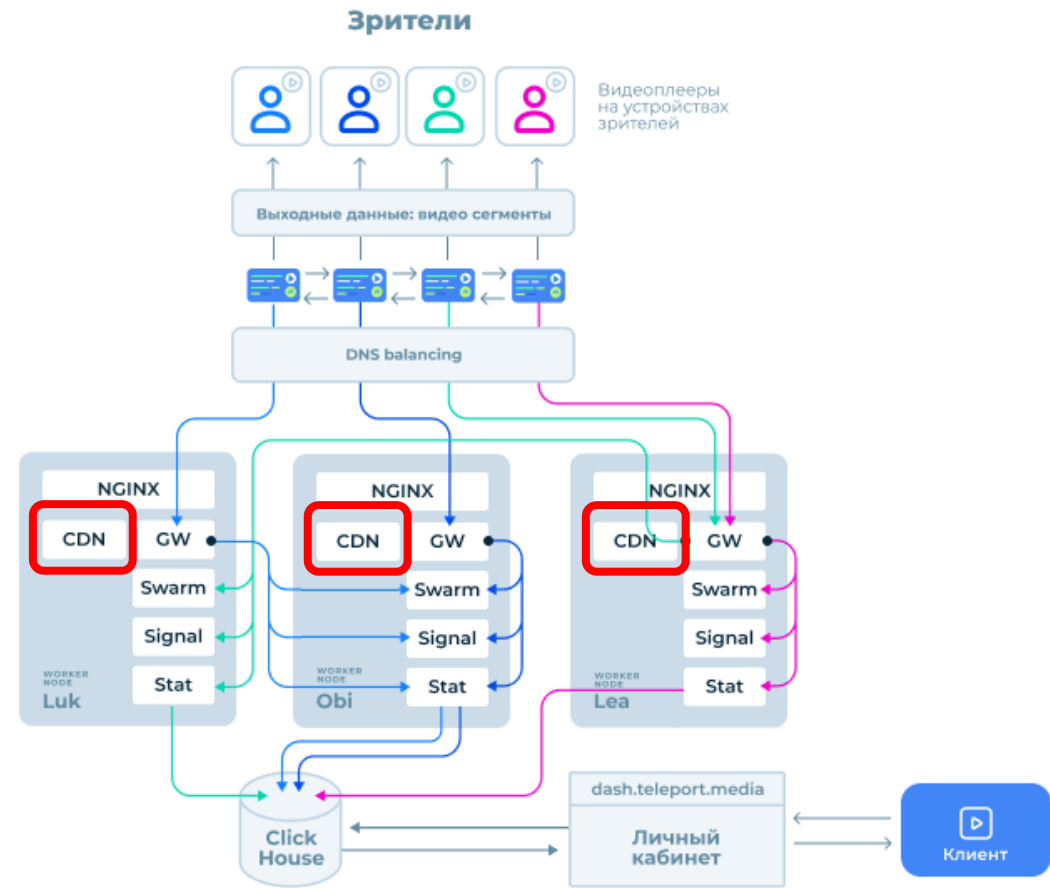 Зрители
Видеоплееры
на устройствах
зрителей
Выходные данные: видео сегменты
DNS balancing
NGINX
CDN
GW
Swarm
Signal
Stat
WORKER
NODE
Luk
NGINX
CDN
GW
Swarm
Signal
Stat
WORKER
NODE
Obi
NGINX
CDN
GW
Swarm
Signal
Stat
WORKER
NODE
Lea
Click
House
dash.teleport.media
Личный
кабинет
Клиент